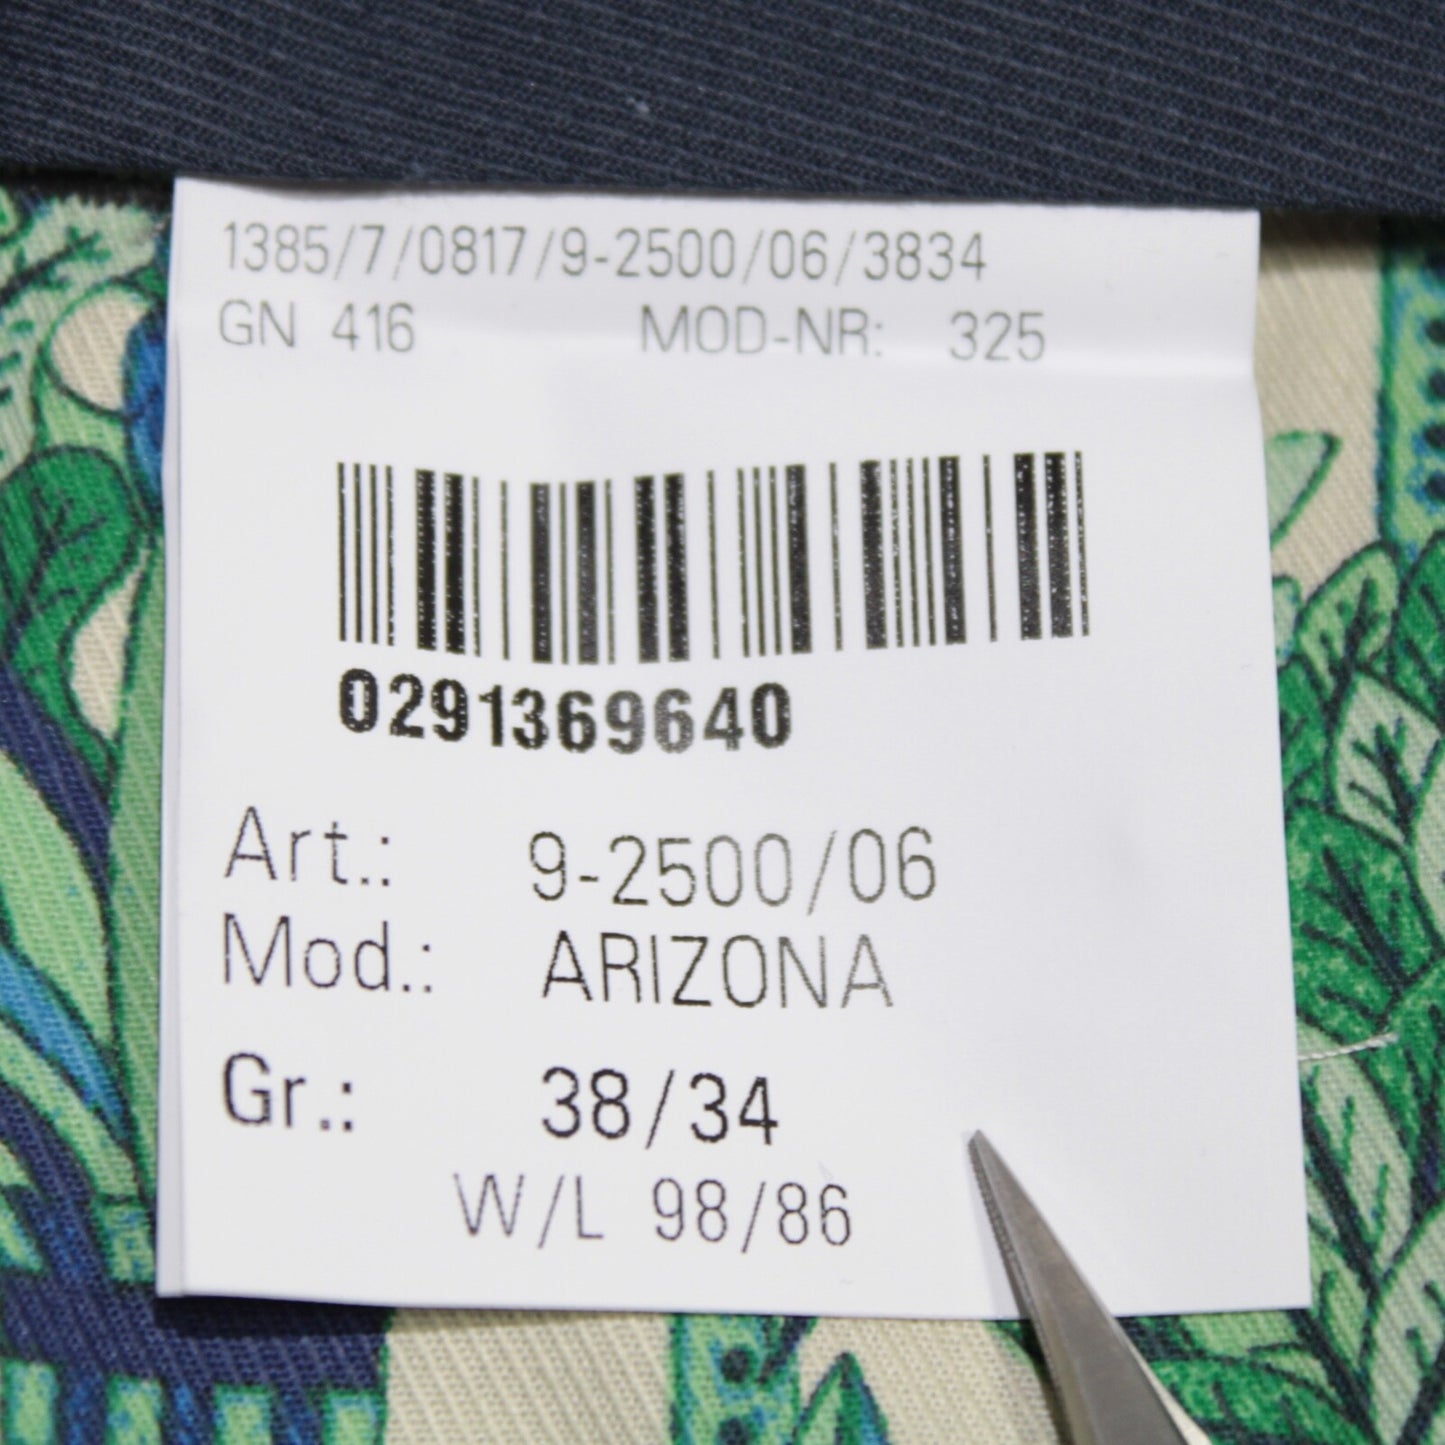 1385/7/0817/9-2500/06/3834
GN 416 MOD-NR: 325
0291369640
Art.: 9-2500/06
Mod.: ARIZONA
Gr.: 38/34
W/L 98/86